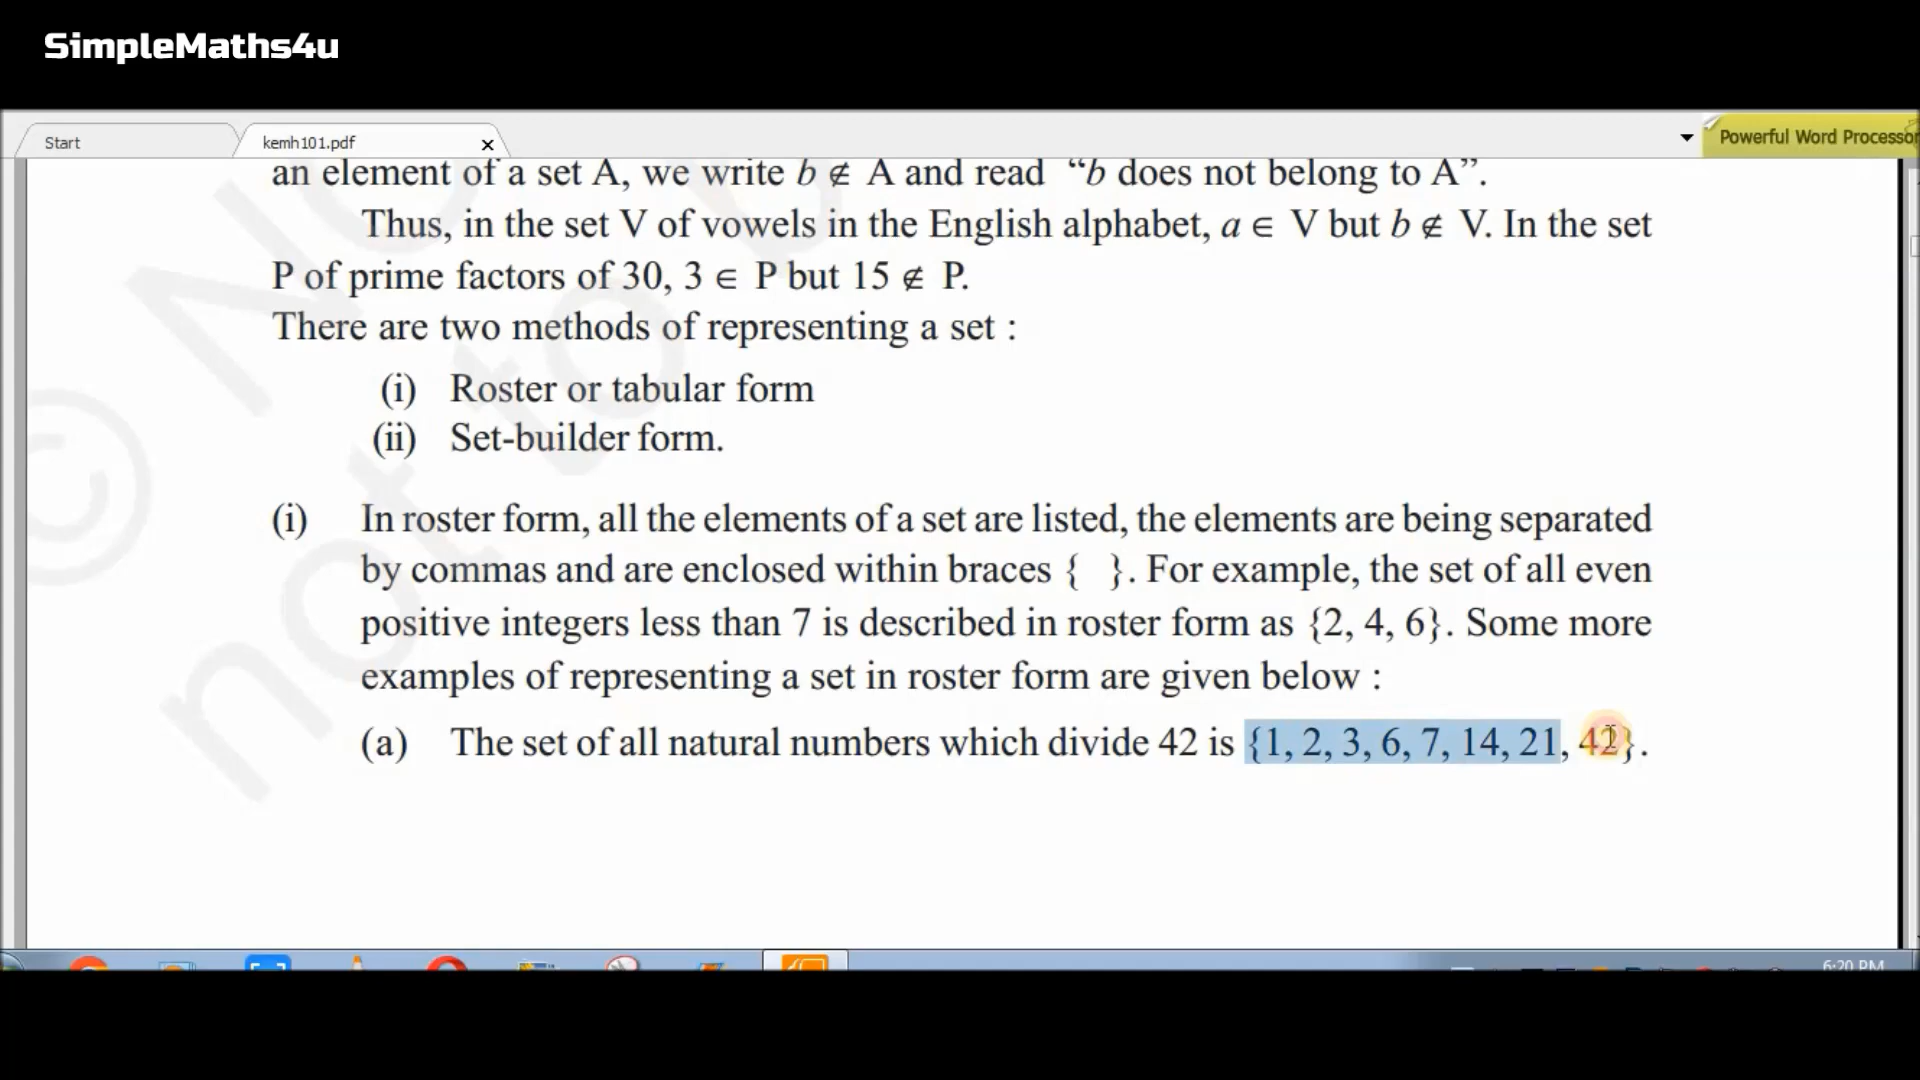 SimpleMaths4u
Start
kemh101.pdf
Powerful Word Processor
an element of a set A, we write b ∉ A and read “b does not belong to A”.
Thus, in the set V of vowels in the English alphabet, a ∈ V but b ∉ V. In the set
P of prime factors of 30, 3 ∈ P but 15 ∉ P.
There are two methods of representing a set :
(i) Roster or tabular form
(ii) Set-builder form.
(i) In roster form, all the elements of a set are listed, the elements are being separated
by commas and are enclosed within braces { }. For example, the set of all even
positive integers less than 7 is described in roster form as {2, 4, 6}. Some more
examples of representing a set in roster form are given below :
(a) The set of all natural numbers which divide 42 is {1, 2, 3, 6, 7, 14, 21, 42}.
© No
not to b
6:20 PM